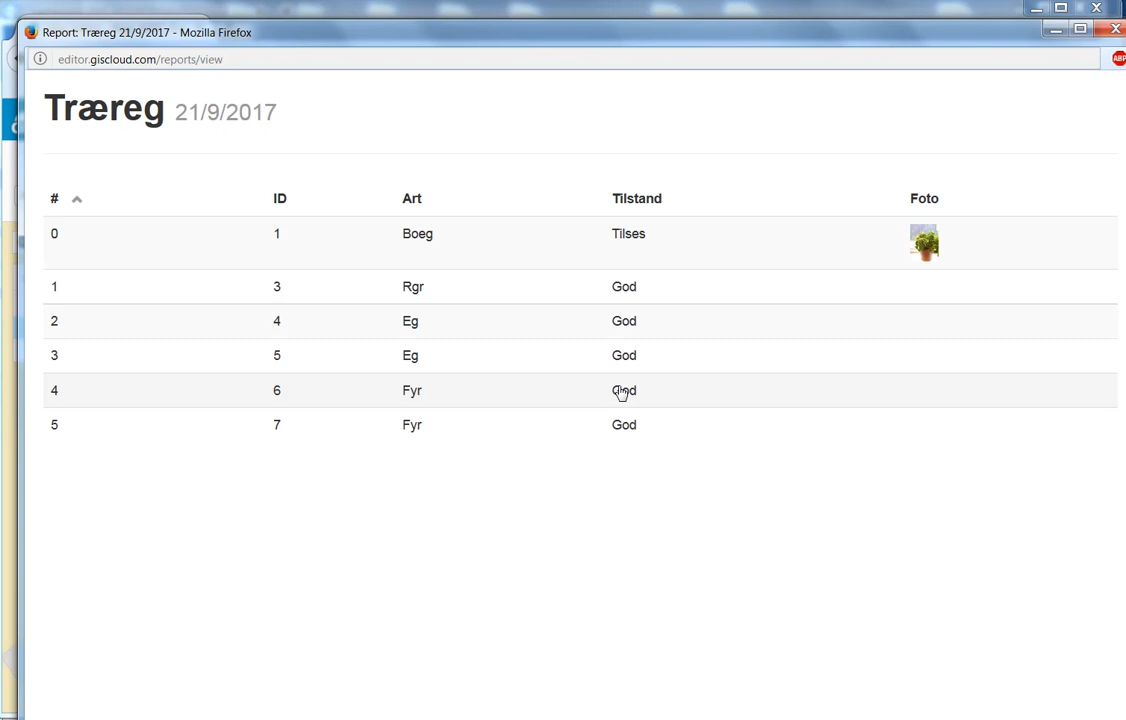 Report: Træreg 21/9/2017 - Mozilla Firefox
editor.giscloud.com/reports/view
ABP
Træreg 21/9/2017
# ID Art Tilstand Foto
0 1 Boeg Tilses
1 3 Rgr God
2 4 Eg God
3 5 Eg God
4 6 Fyr God
5 7 Fyr God